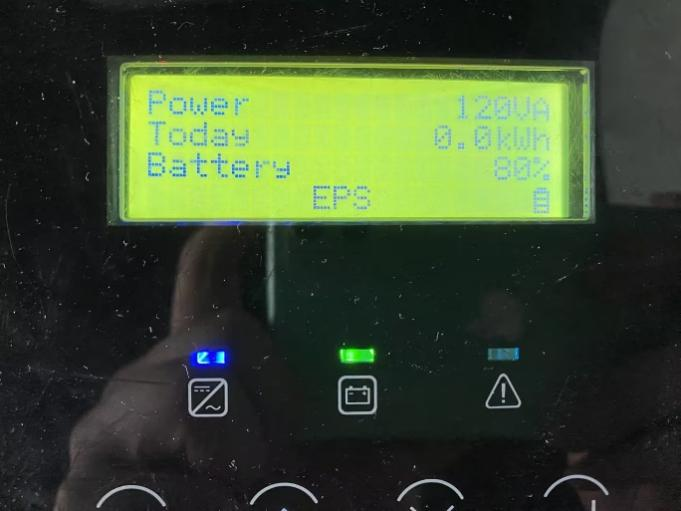 Power 120VA
Today 0.0kWh
Battery 80%
EPS